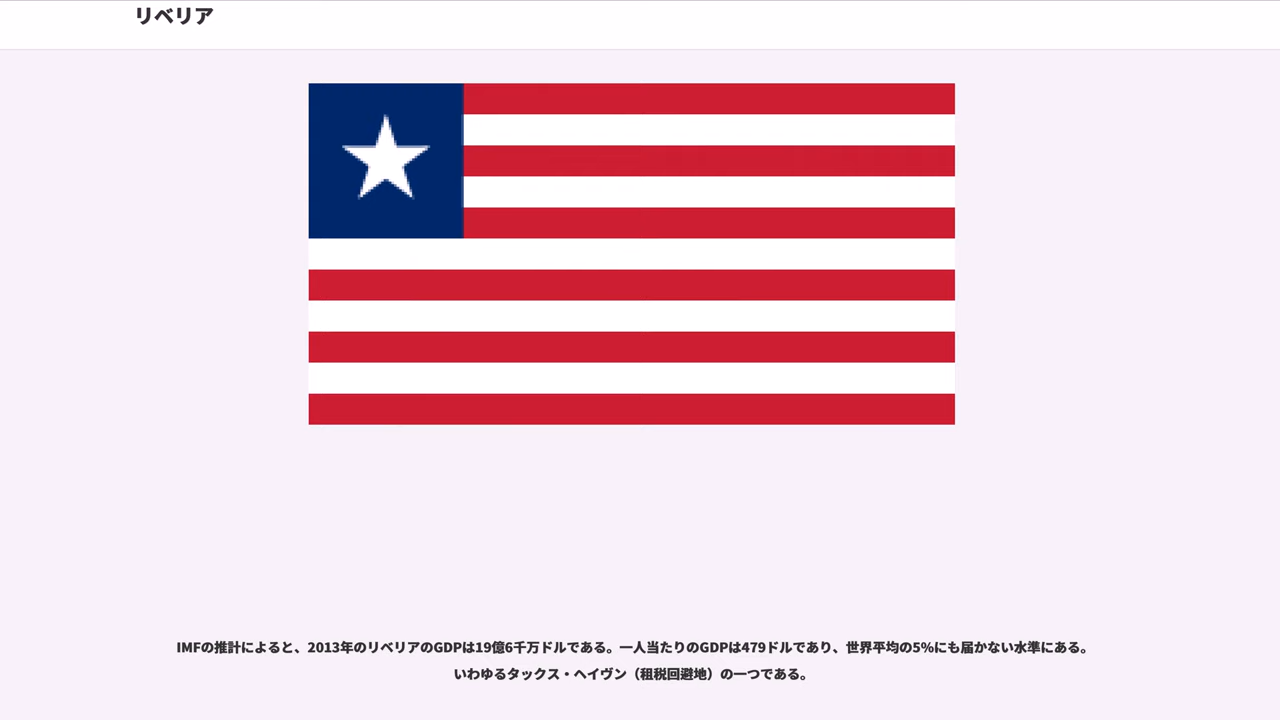 リベリア
IMFの推計によると、2013年のリベリアのGDPは19億6千万ドルである。一人当たりのGDPは479ドルであり、世界平均の5%にも届かない水準にある。
いわゆるタックス・ヘイヴン（租税回避地）の一つである。